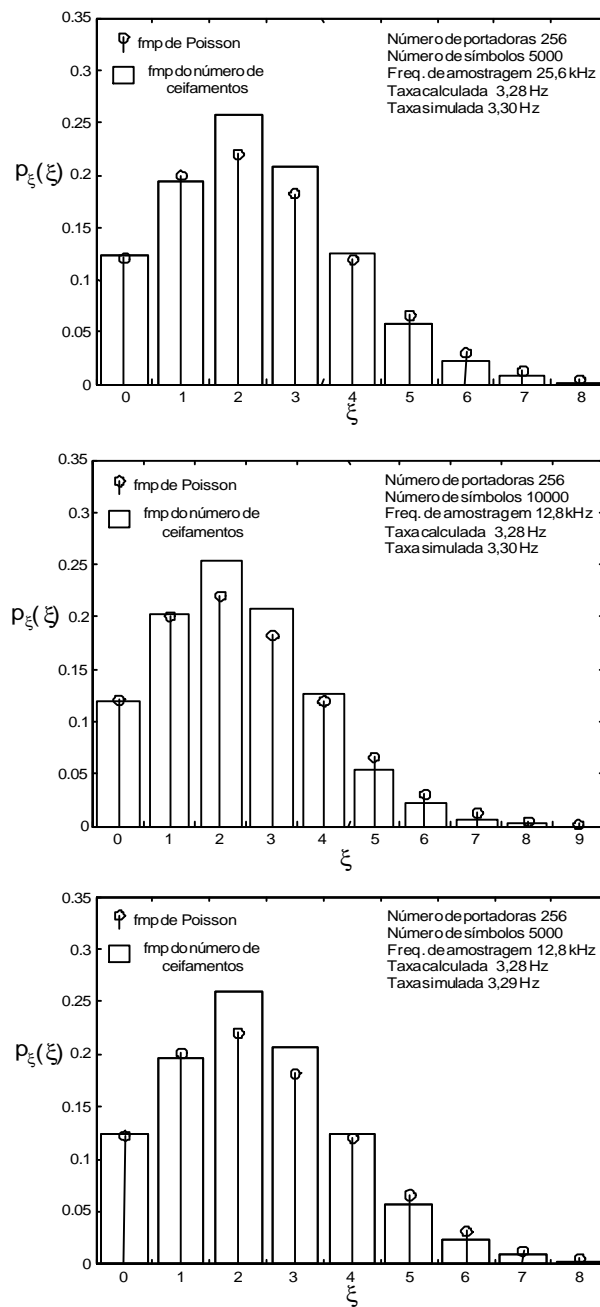 0.35
fmp de Poisson
fmp do número de
ceifamentos
Número de portadoras 256
Número de símbolos 5000
Freq. de amostragem 25,6 kHz
Taxa calculada 3,28 Hz
Taxa simulada 3,30 Hz
0.3
0.25
0.2
pξ(ξ)
0.15
0.1
0.05
0
0 1 2 3 4 5 6 7 8
ξ
0.35
fmp de Poisson
fmp do número de
ceifamentos
Número de portadoras 256
Número de símbolos 10000
Freq. de amostragem 12,8 kHz
Taxa calculada 3,28 Hz
Taxa simulada 3,30 Hz
0.3
0.25
0.2
pξ(ξ)
0.15
0.1
0.05
0
0 1 2 3 4 5 6 7 8 9
ξ
0.35
fmp de Poisson
fmp do número de
ceifamentos
Número de portadoras 256
Número de símbolos 5000
Freq. de amostragem 12,8 kHz
Taxa calculada 3,28 Hz
Taxa simulada 3,29 Hz
0.3
0.25
0.2
pξ(ξ)
0.15
0.1
0.05
0
0 1 2 3 4 5 6 7 8
ξ